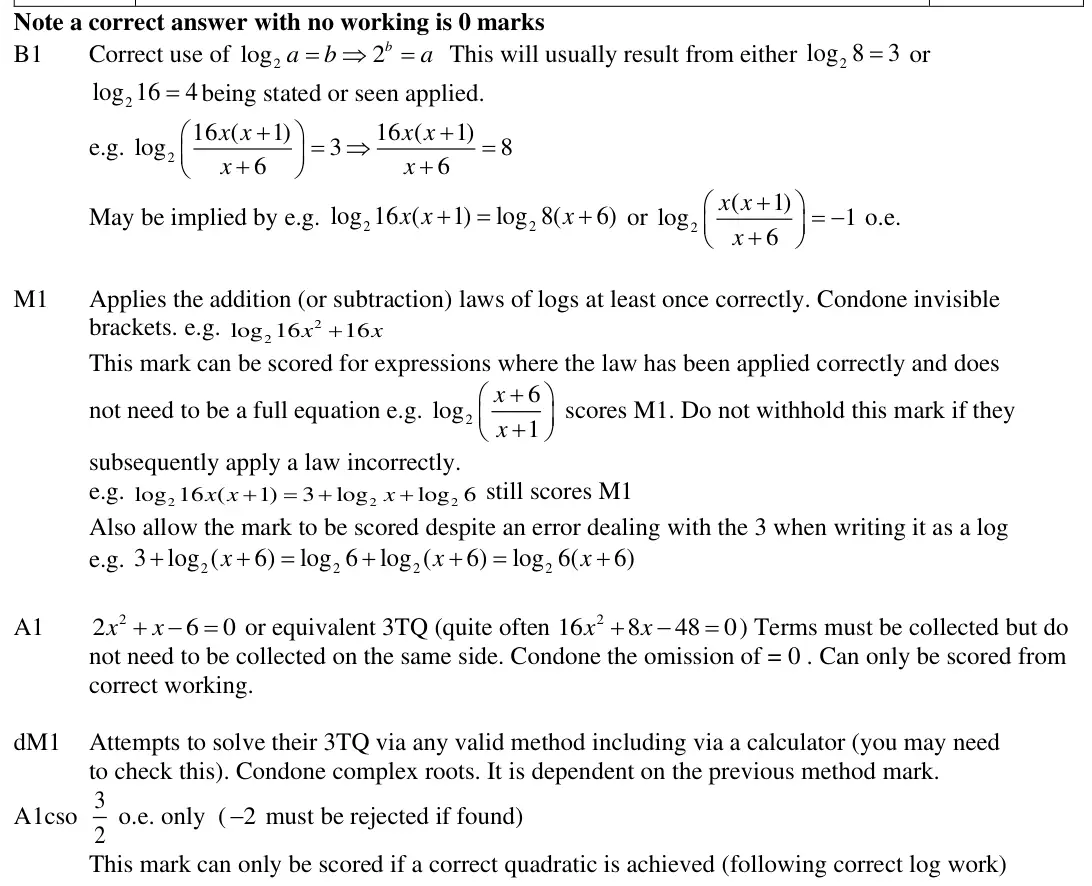 Note a correct answer with no working is 0 marks
B1 Correct use of log₂ a = b ⇒ 2ᵇ = a This will usually result from either log₂ 8 = 3 or
log₂ 16 = 4 being stated or seen applied.
e.g. log₂ (16x(x+1)/(x+6)) = 3 ⇒ 16x(x+1)/(x+6) = 8
May be implied by e.g. log₂ 16x(x+1) = log₂ 8(x+6) or log₂ (x(x+1)/(x+6)) = −1 o.e.
M1 Applies the addition (or subtraction) laws of logs at least once correctly. Condone invisible
brackets. e.g. log₂ 16x² + 16x
This mark can be scored for expressions where the law has been applied correctly and does
not need to be a full equation e.g. log₂ ((x+6)/(x+1)) scores M1. Do not withhold this mark if they
subsequently apply a law incorrectly.
e.g. log₂ 16x(x+1) = 3 + log₂ x + log₂ 6 still scores M1
Also allow the mark to be scored despite an error dealing with the 3 when writing it as a log
e.g. 3 + log₂ (x+6) = log₂ 6 + log₂ (x+6) = log₂ 6(x+6)
A1 2x² + x − 6 = 0 or equivalent 3TQ (quite often 16x² + 8x − 48 = 0) Terms must be collected but do
not need to be collected on the same side. Condone the omission of = 0 . Can only be scored from
correct working.
dM1 Attempts to solve their 3TQ via any valid method including via a calculator (you may need
to check this). Condone complex roots. It is dependent on the previous method mark.
A1cso 3/2 o.e. only (−2 must be rejected if found)
This mark can only be scored if a correct quadratic is achieved (following correct log work)